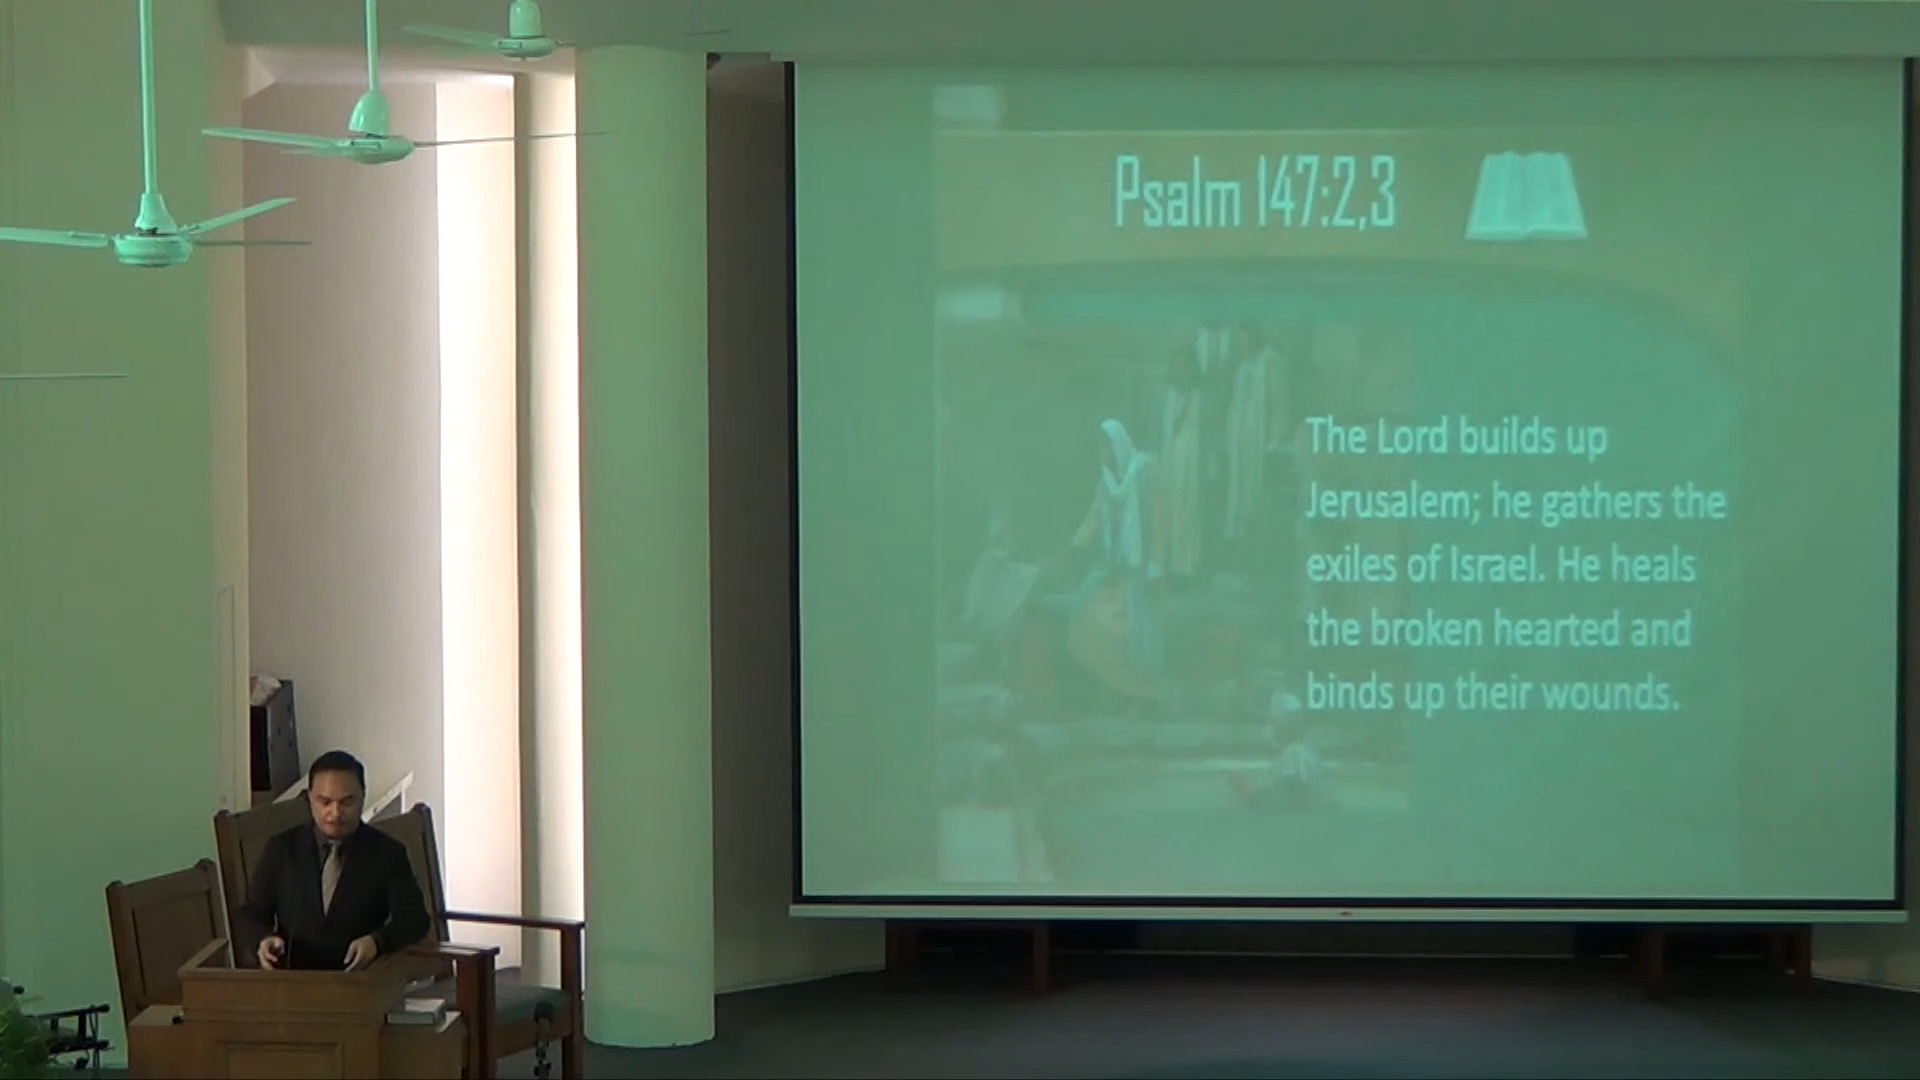 Psalm 147:2,3
The Lord builds up
Jerusalem; he gathers the
exiles of Israel. He heals
the broken hearted and
binds up their wounds.